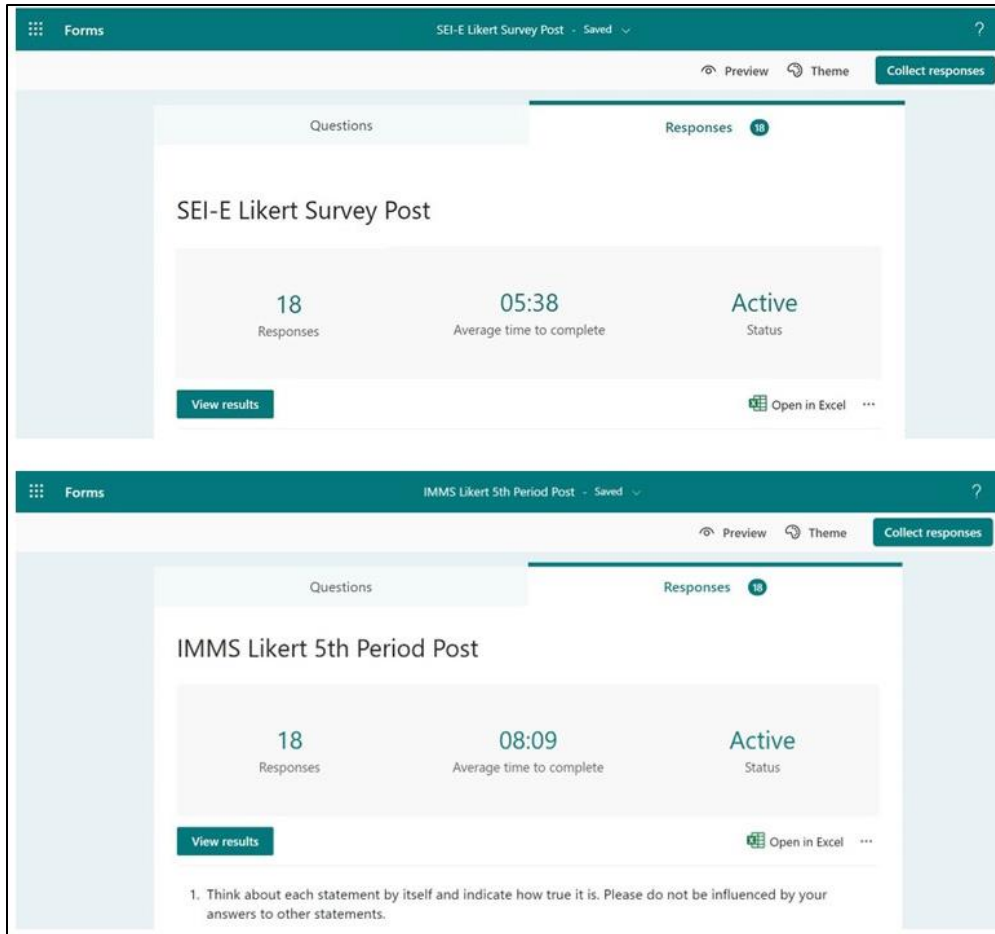 Forms
SEI-E Likert Survey Post - Saved
?
Preview
Theme
Collect responses
Questions
Responses 18
SEI-E Likert Survey Post
18
Responses
05:38
Average time to complete
Active
Status
View results
Open in Excel ...
Forms
IMMS Likert 5th Period Post - Saved
?
Preview
Theme
Collect responses
Questions
Responses 18
IMMS Likert 5th Period Post
18
Responses
08:09
Average time to complete
Active
Status
View results
Open in Excel ...
1. Think about each statement by itself and indicate how true it is. Please do not be influenced by your
answers to other statements.